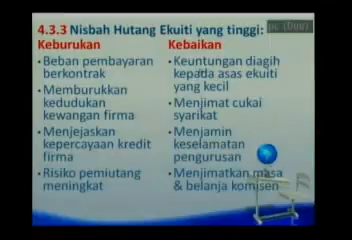 4.3.3 Nisbah Hutang Ekuiti yang tinggi:
Keburukan
• Beban pembayaran
berkontrak
• Memburukkan
kedudukan
kewangan firma
• Menjejaskan
kepercayaan kredit
firma
• Risiko pemiutang
meningkat
Kebaikan
• Keuntungan diagih
kepada asas ekuiti
yang kecil
• Menjimat cukai
syarikat
• Menjamin
keselamatan
pengurusan
• Menjimatkan masa
& belanja komisen